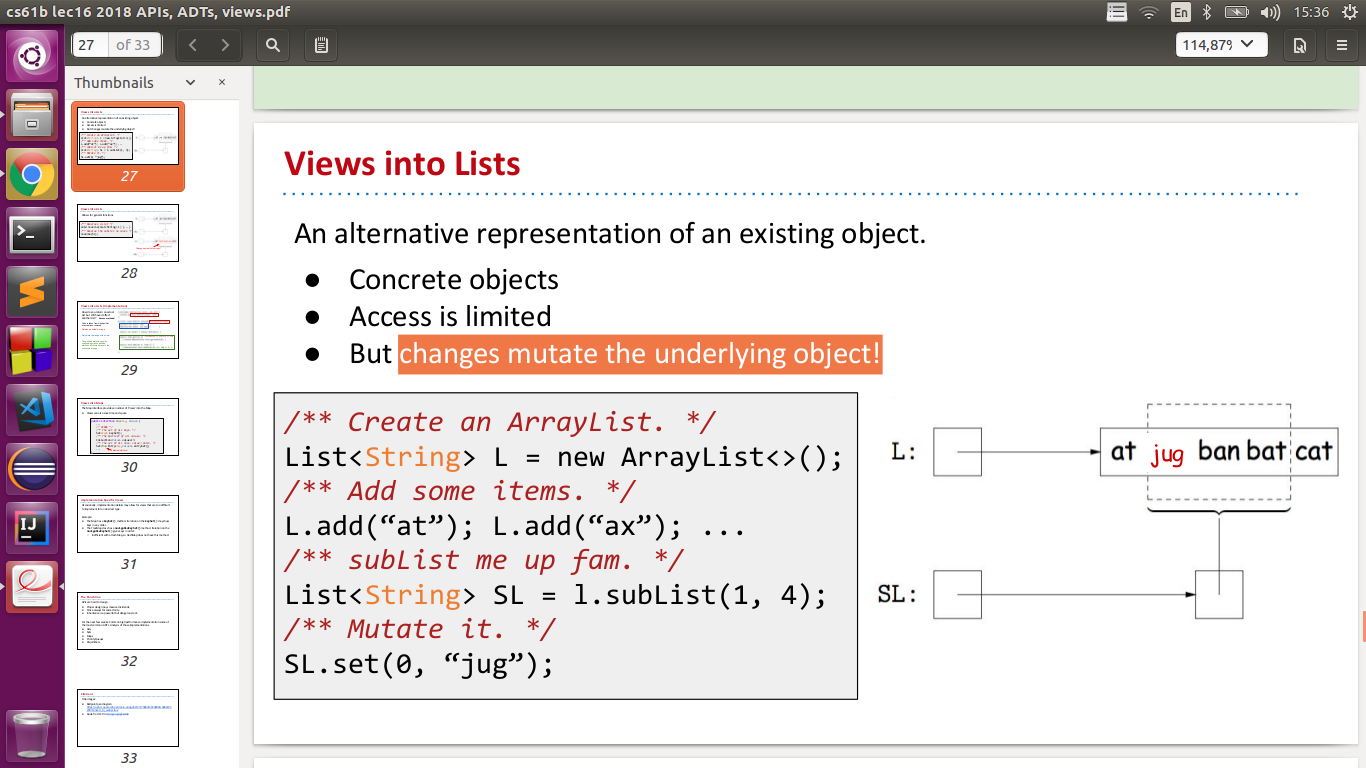 cs61b lec16 2018 APIs, ADTs, views.pdf
En
15:36
27 of 33
114,87%
Thumbnails
27
28
29
30
31
32
33
Views into Lists
An alternative representation of an existing object.
● Concrete objects
● Access is limited
● But changes mutate the underlying object!
/** Create an ArrayList. */
List<String> L = new ArrayList<>();
/** Add some items. */
L.add(“at”); L.add(“ax”); ...
/** subList me up fam. */
List<String> SL = l.subList(1, 4);
/** Mutate it. */
SL.set(0, “jug”);
L:
at jug ban bat cat
SL: